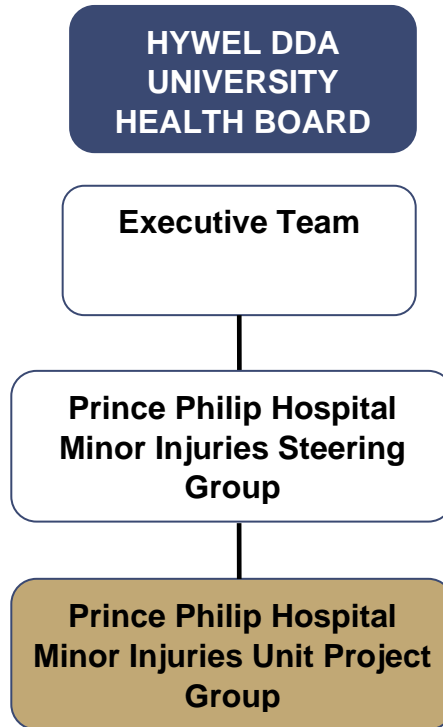 HYWEL DDA
UNIVERSITY
HEALTH BOARD
Executive Team
Prince Philip Hospital
Minor Injuries Steering
Group
Prince Philip Hospital
Minor Injuries Unit Project
Group